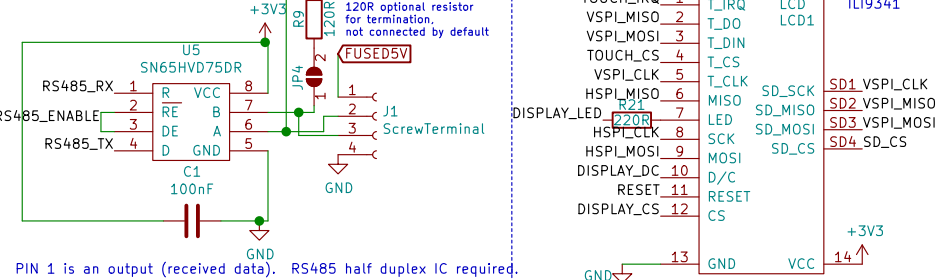 +3V3
R9
120R
120R optional resistor
for termination,
not connected by default
FUSED5V
JP4
2
1
U5
SN65HVD75DR
RS485_RX 1 R VCC 8
RS485_ENABLE 2 RE B 7
3 DE A 6
RS485_TX 4 D GND 5
C1
100nF
GND
1
2
3
4
J1
ScrewTerminal
GND
PIN 1 is an output (received data). RS485 half duplex IC required.
TOUCH_IRQ 1 T_IRQ
VSPI_MISO 2 T_DO
VSPI_MOSI 3 T_DIN
TOUCH_CS 4 T_CS
VSPI_CLK 5 T_CLK
HSPI_MISO 6 MISO
DISPLAY_LED R21 220R 7 LED
HSPI_CLK 8 SCK
HSPI_MOSI 9 MOSI
DISPLAY_DC 10 D/C
RESET 11 RESET
DISPLAY_CS 12 CS
GND 13 GND
LCD
LCD1
ILI9341
SD_SCK SD1 VSPI_CLK
SD_MISO SD2 VSPI_MISO
SD_MOSI SD3 VSPI_MOSI
SD_CS SD4 SD_CS
+3V3
VCC 14